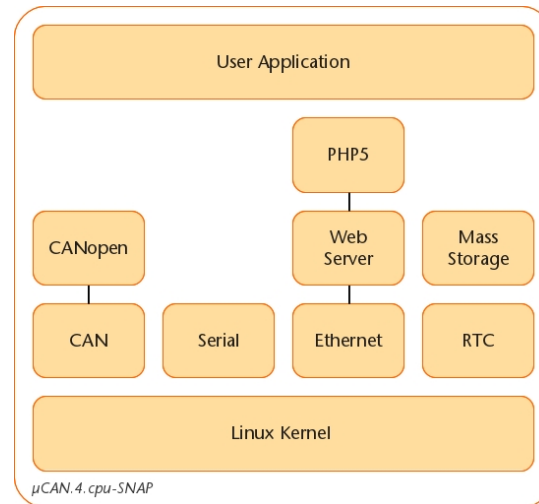 User Application
PHP5
CANopen
Web
Server
Mass
Storage
CAN
Serial
Ethernet
RTC
Linux Kernel
µCAN.4.cpu-SNAP